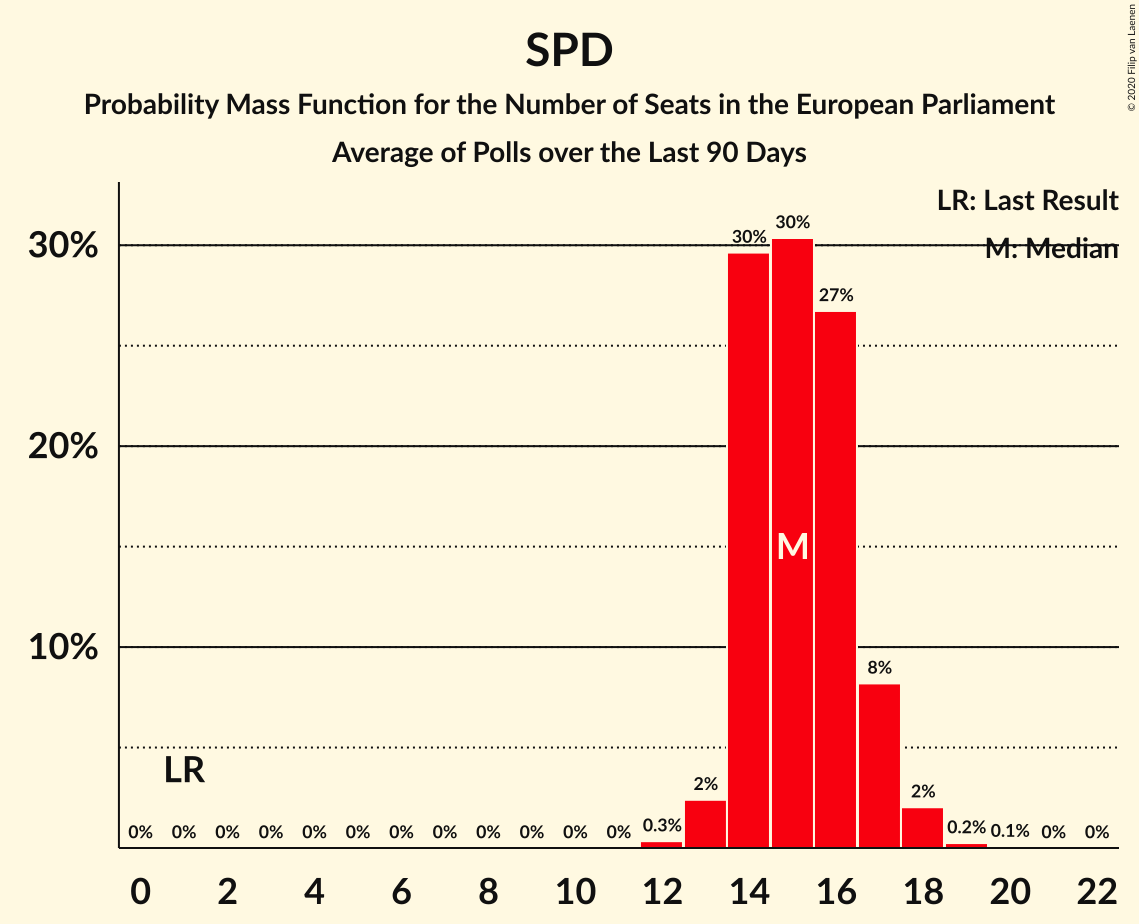 SPD
Probability Mass Function for the Number of Seats in the European Parliament
Average of Polls over the Last 90 Days
© 2020 Filip van Laenen
LR: Last Result
M: Median
30%
20%
10%
30%
30%
27%
8%
2%
2%
0.3%
0.2%
0.1%
0% 0% 0% 0% 0% 0% 0% 0% 0% 0% 0% 0% 0% 0%
M
LR
0 2 4 6 8 10 12 14 16 18 20 22